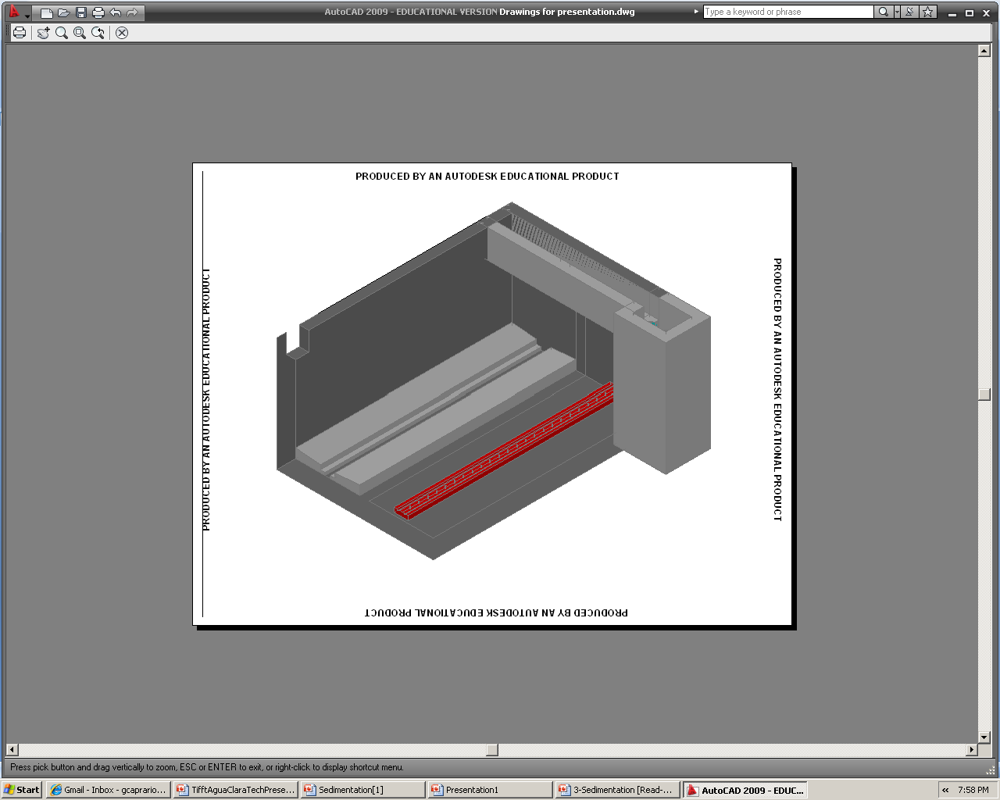 AutoCAD 2009 - EDUCATIONAL VERSION Drawings for presentation.dwg
Type a keyword or phrase
PRODUCED BY AN AUTODESK EDUCATIONAL PRODUCT
PRODUCED BY AN AUTODESK EDUCATIONAL PRODUCT
PRODUCED BY AN AUTODESK EDUCATIONAL PRODUCT
PRODUCED BY AN AUTODESK EDUCATIONAL PRODUCT
Press pick button and drag vertically to zoom, ESC or ENTER to exit, or right-click to display shortcut menu.
Start
Gmail - Inbox - gcaprario...
TifftAguaClaraTechPrese...
Sedimentation[1]
Presentation1
3-Sedimentation [Read-...
AutoCAD 2009 - EDUC...
7:58 PM